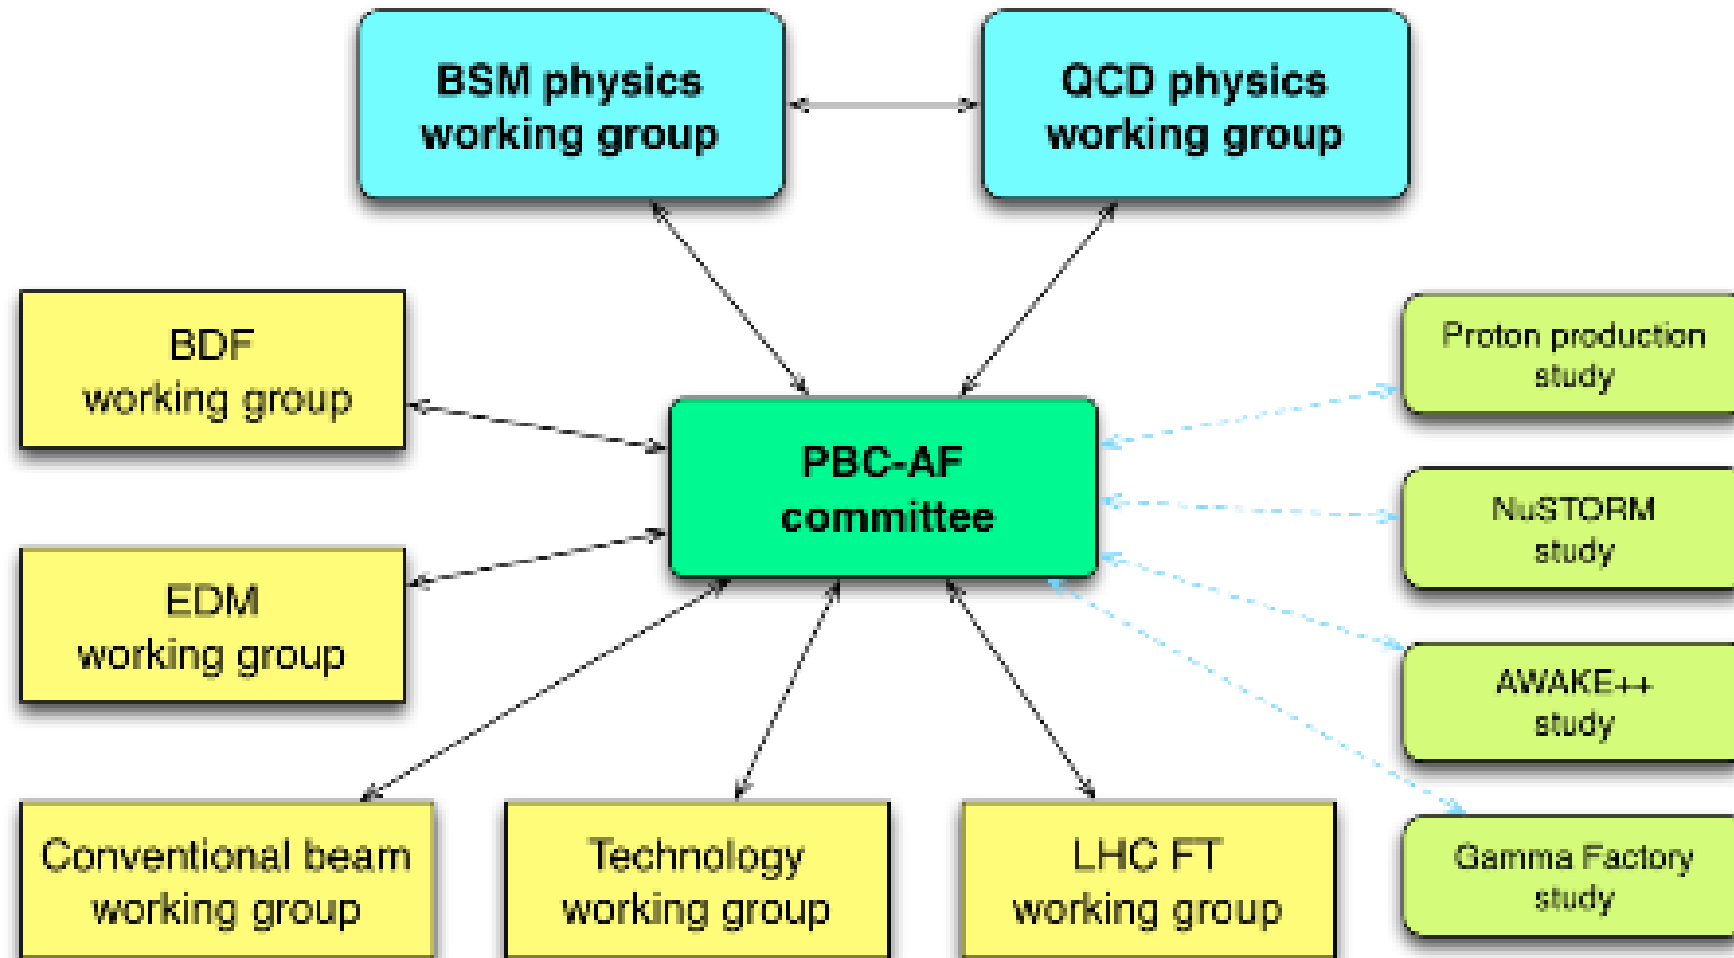 BSM physics
working group
QCD physics
working group
BDF
working group
Proton production
study
PBC-AF
committee
NuSTORM
study
EDM
working group
AWAKE++
study
Conventional beam
working group
Technology
working group
LHC FT
working group
Gamma Factory
study